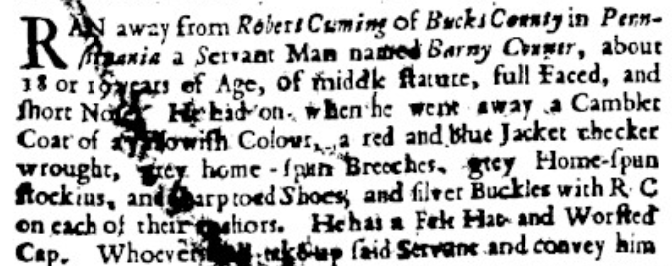 RAN away from Robert Cuming of Bucks County in Penn-
a Servant Man named Barny Conner, about
18 or 19 years of Age, of middle ſtature, full Faced, and
ſhort Noſe. He had on when he went away a Camblet
Coat of a Colour, a red and blue Jacket checker
wrought, grey home-ſpun Breeches, grey Home-ſpun
ſtockins, and ſharp toed Shoes, and ſilver Buckles with R C
on each of their. He has a Felt Hat and Worſted
Cap. Whoever take up ſaid Servant and convey him